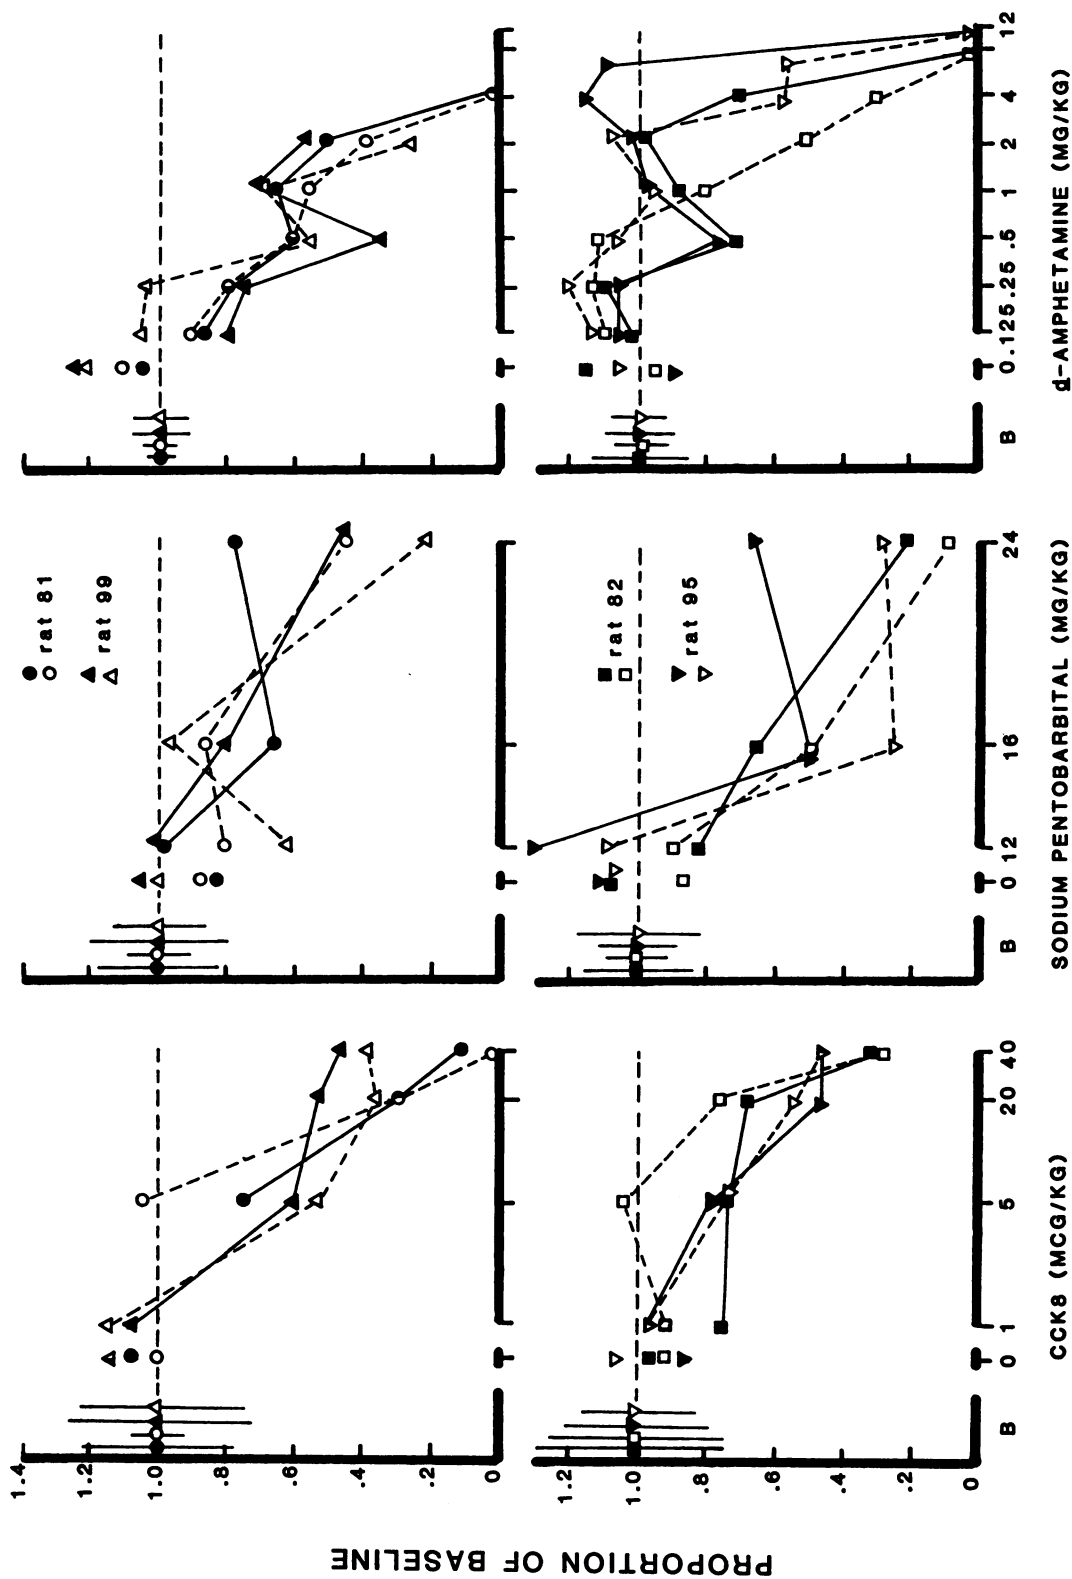 PROPORTION OF BASELINE
1.4
1.2
1.0
.8
.6
.4
.2
0
rat 81
rat 99
1.2
1.0
.8
.6
.4
.2
0
rat 82
rat 95
B 0 1 5 20 40
B 0 12 16 24
B 0 0.125 .25 .5 1 2 4 12
CCK8 (MCG/KG)
SODIUM PENTOBARBITAL (MG/KG)
d-AMPHETAMINE (MG/KG)